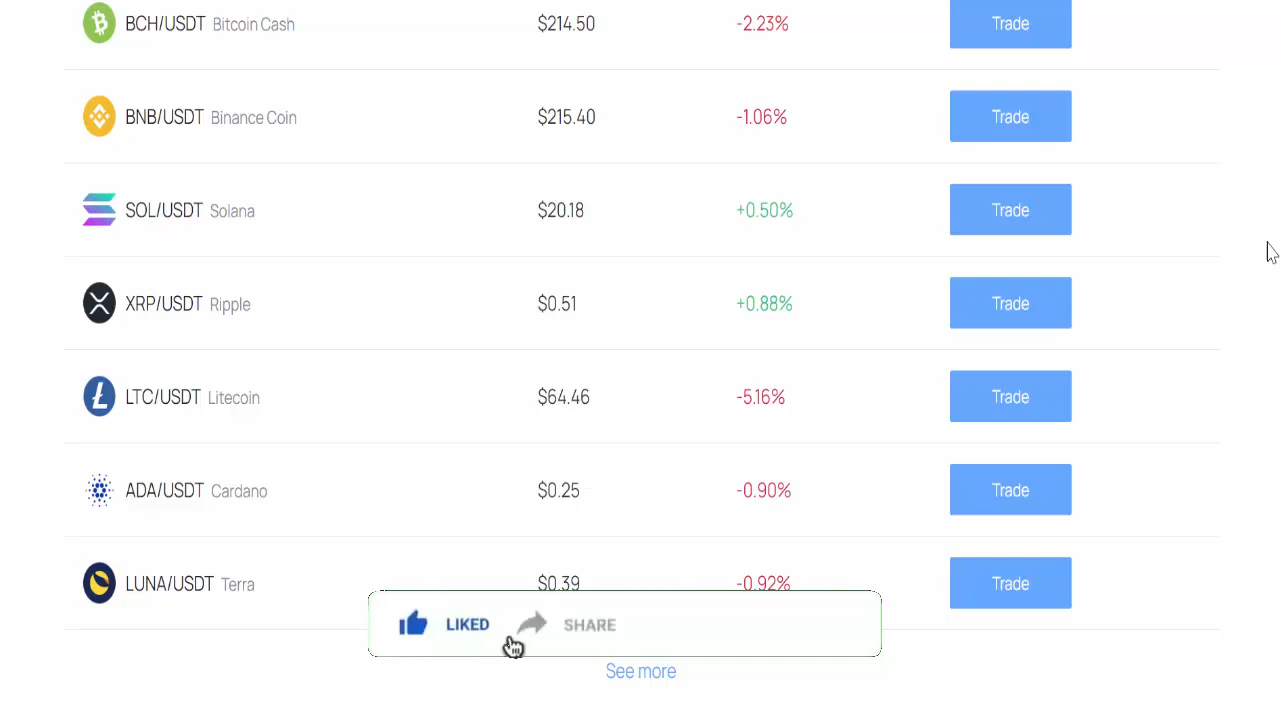 BCH/USDT Bitcoin Cash $214.50 -2.23% Trade
BNB/USDT Binance Coin $215.40 -1.06% Trade
SOL/USDT Solana $20.18 +0.50% Trade
XRP/USDT Ripple $0.51 +0.88% Trade
LTC/USDT Litecoin $64.46 -5.16% Trade
ADA/USDT Cardano $0.25 -0.90% Trade
LUNA/USDT Terra $0.39 -0.92% Trade
LIKED SHARE
See more